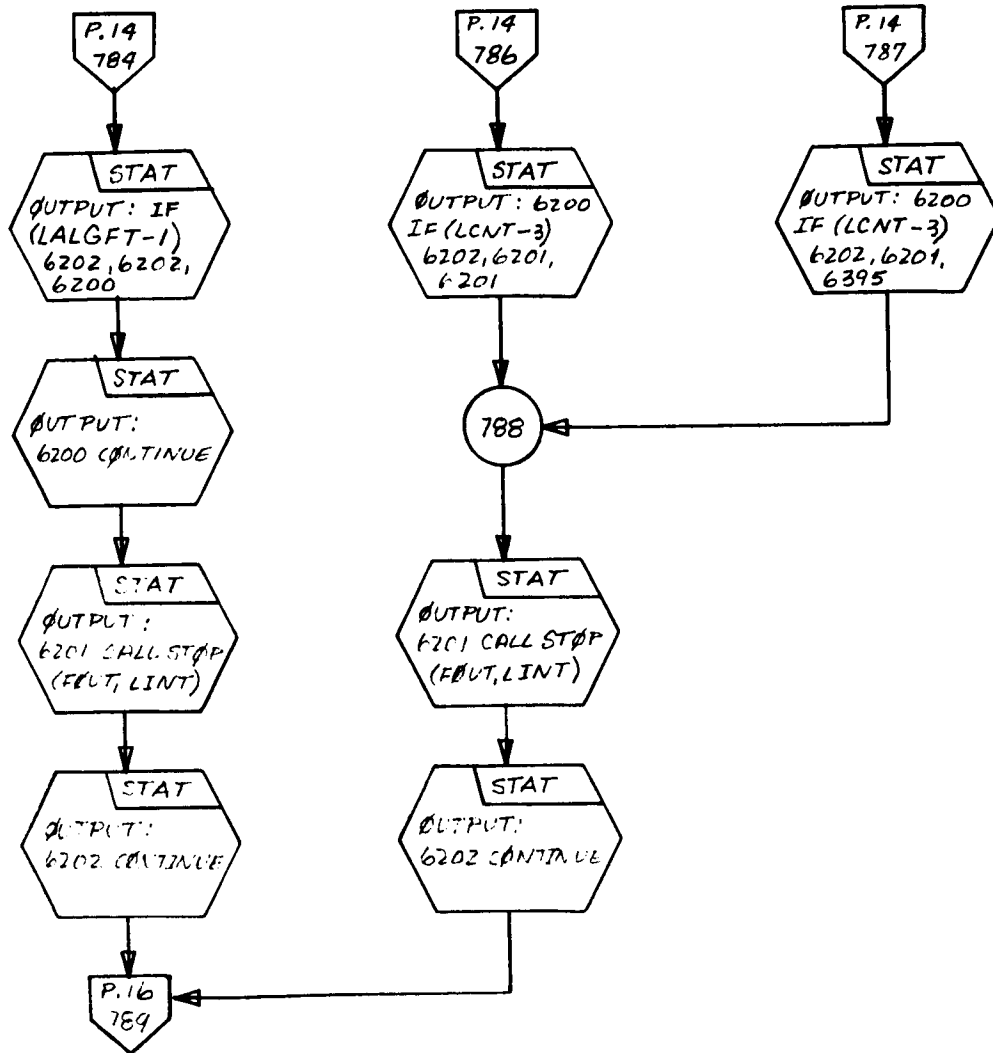 P.14
784
STAT
ØUTPUT: IF
(LALGFT-1)
6202,6202,
6200
STAT
ØUTPUT:
6200 CØNTINUE
STAT
ØUTPUT:
6201 CALL STØP
(FØUT, LINT)
STAT
ØUTPUT:
6202 CØNTINUE
P.16
789
P.14
786
STAT
ØUTPUT: 6200
IF (LCNT-3)
6202,6201,
6201
788
STAT
ØUTPUT:
6201 CALL STØP
(FØUT, LINT)
STAT
ØUTPUT:
6202 CØNTINUE
P.14
787
STAT
ØUTPUT: 6200
IF (LCNT-3)
6202,6201,
6395